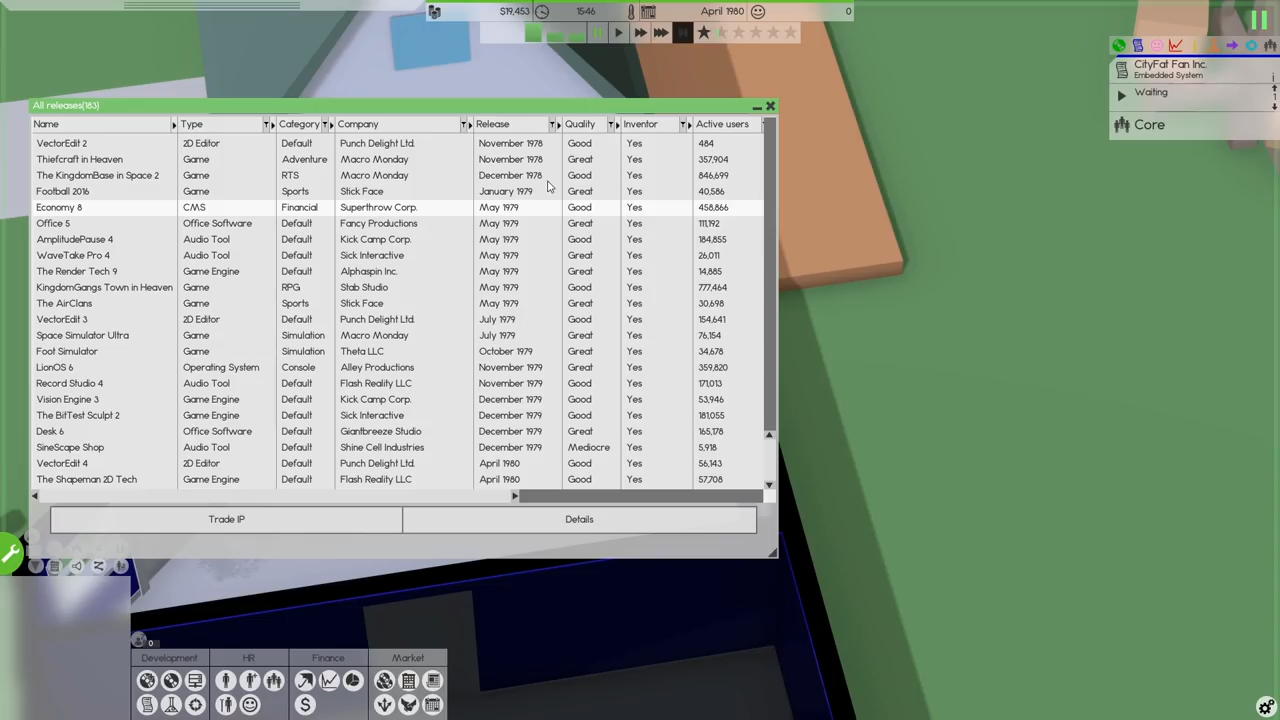 $19,453 1546 April 1980 0
CityFat Fan Inc.
Embedded System
Waiting
1
Core
All releases(183)
Name Type Category Company Release Quality Inventor Active users
VectorEdit 2 2D Editor Default Punch Delight Ltd. November 1978 Good Yes 484
Thiefcraft in Heaven Game Adventure Macro Monday November 1978 Great Yes 357,904
The KingdomBase in Space 2 Game RTS Macro Monday December 1978 Good Yes 846,699
Football 2016 Game Sports Stick Face January 1979 Great Yes 40,586
Economy 8 CMS Financial Superthrow Corp. May 1979 Good Yes 458,866
Office 5 Office Software Default Fancy Productions May 1979 Great Yes 111,192
AmplitudePause 4 Audio Tool Default Kick Camp Corp. May 1979 Good Yes 184,855
WaveTake Pro 4 Audio Tool Default Sick Interactive May 1979 Great Yes 26,011
The Render Tech 9 Game Engine Default Alphaspin Inc. May 1979 Great Yes 14,885
KingdomGangs Town in Heaven Game RPG Stab Studio May 1979 Good Yes 777,464
The AirClans Game Sports Stick Face May 1979 Great Yes 30,698
VectorEdit 3 2D Editor Default Punch Delight Ltd. July 1979 Good Yes 154,641
Space Simulator Ultra Game Simulation Macro Monday July 1979 Great Yes 76,154
Foot Simulator Game Simulation Theta LLC October 1979 Great Yes 34,678
LionOS 6 Operating System Console Alley Productions November 1979 Great Yes 359,820
Record Studio 4 Audio Tool Default Flash Reality LLC November 1979 Good Yes 171,013
Vision Engine 3 Game Engine Default Kick Camp Corp. December 1979 Good Yes 53,946
The BitTest Sculpt 2 Game Engine Default Sick Interactive December 1979 Great Yes 181,055
Desk 6 Office Software Default Giantbreeze Studio December 1979 Great Yes 165,178
SineScape Shop Audio Tool Default Shine Cell Industries December 1979 Mediocre Yes 5,918
VectorEdit 4 2D Editor Default Punch Delight Ltd. April 1980 Good Yes 56,143
The Shapeman 2D Tech Game Engine Default Flash Reality LLC April 1980 Good Yes 57,708
Trade IP Details
0
Development HR Finance Market